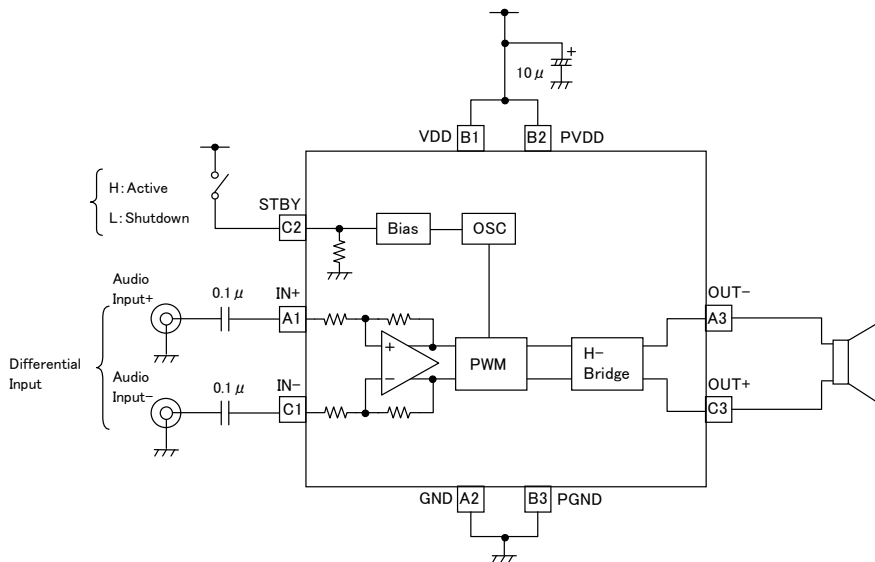 10μ
+
VDD
B1
B2
PVDD
H:Active
L:Shutdown
STBY
C2
Bias
OSC
Audio
Input+
0.1μ
IN+
A1
OUT-
A3
Differential
Input
+
−
PWM
H-
Bridge
Audio
Input-
0.1μ
IN-
C1
OUT+
C3
GND
A2
B3
PGND